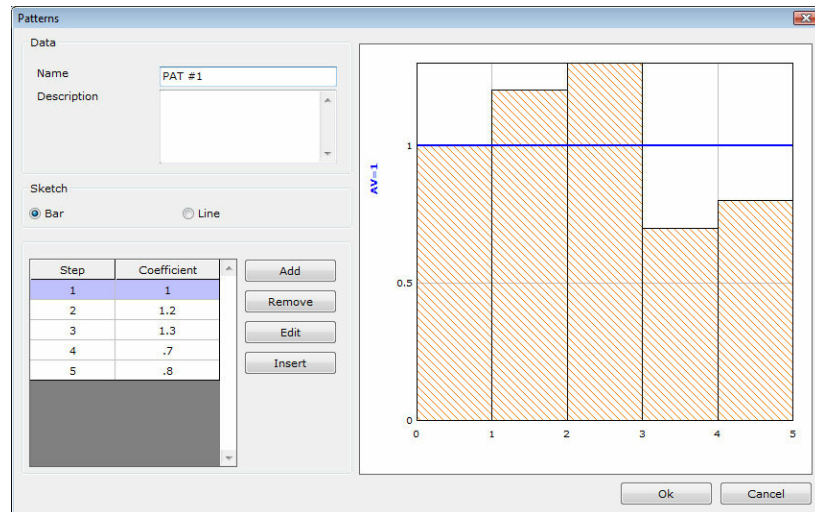 Patterns
Data
Name
PAT #1
Description
Sketch
Bar
Line
Step Coefficient
1 1
2 1.2
3 1.3
4 .7
5 .8
Add
Remove
Edit
Insert
AV=1
1
0.5
0
0 1 2 3 4 5
Ok
Cancel